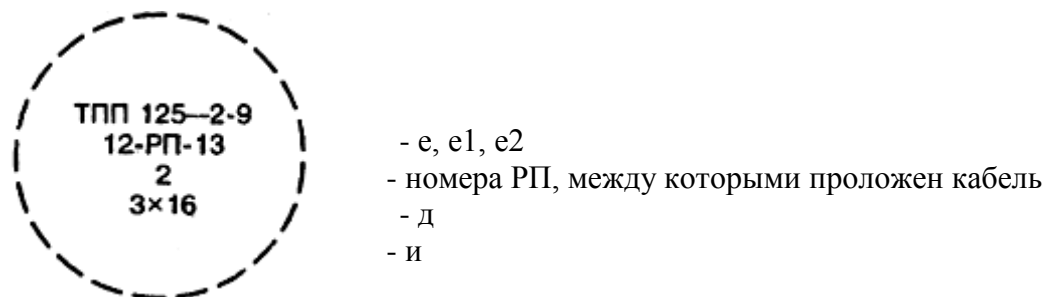 ТПП 125—2-9
12-РП-13
2
3×16
- е, е1, е2
- номера РП, между которыми проложен кабель
- д
- и